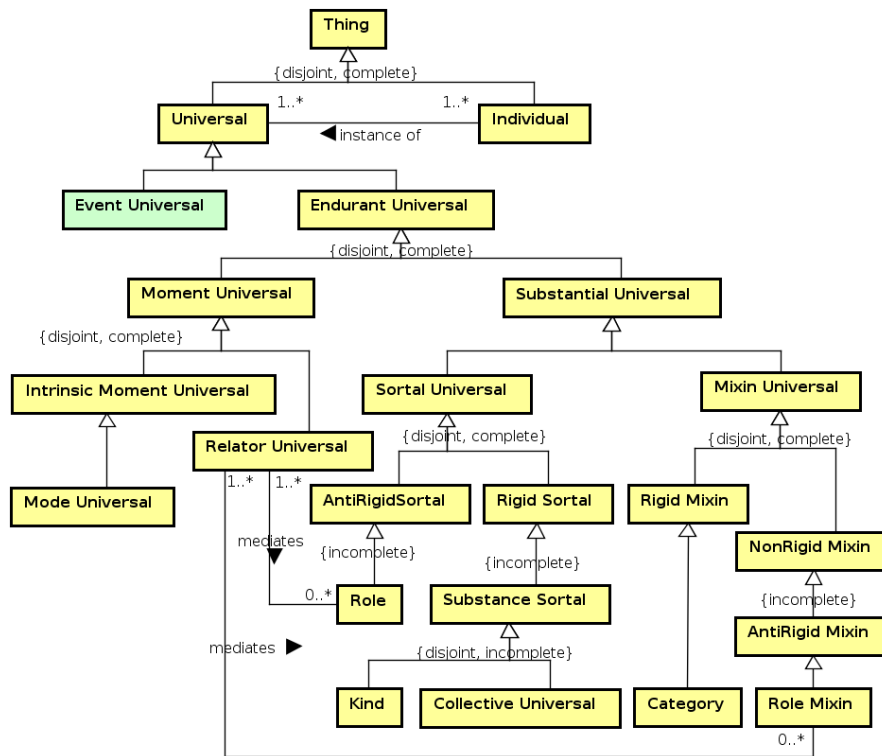 Thing
{disjoint, complete}
1..*
1..*
Universal
Individual
instance of
Event Universal
Endurant Universal
{disjoint, complete}
Moment Universal
Substantial Universal
{disjoint, complete}
Intrinsic Moment Universal
Sortal Universal
Mixin Universal
Relator Universal
{disjoint, complete}
{disjoint, complete}
1..*
1..*
Mode Universal
AntiRigidSortal
Rigid Sortal
Rigid Mixin
mediates
{incomplete}
{incomplete}
NonRigid Mixin
0..*
Role
Substance Sortal
{incomplete}
mediates
{disjoint, incomplete}
AntiRigid Mixin
Kind
Collective Universal
Category
Role Mixin
0..*